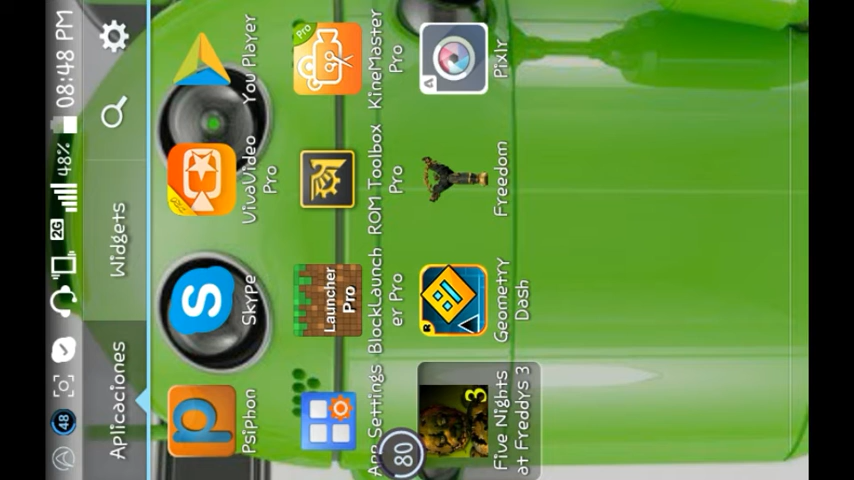 48
2G
48%
08:48 PM
Aplicaciones
Widgets
Psiphon
Skype
VivaVideo
Pro
You Player
App Settings
BlockLaunch
er Pro
ROM Toolbox
Pro
KineMaster
Pro
Launcher
Pro
Pro
80
Five Nights
at Freddys 3
Geometry
Dash
Freedom
Pixlr
3